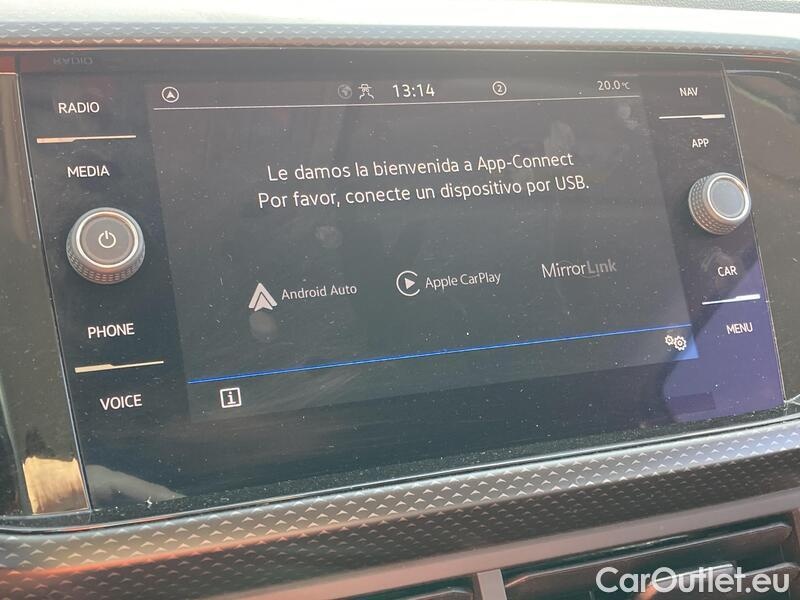 RADIO
MEDIA
PHONE
VOICE
13:14
2
20.0°C
Le damos la bienvenida a App-Connect
Por favor, conecte un dispositivo por USB.
Android Auto
Apple CarPlay
MirrorLink
i
NAV
APP
CAR
MENU
CarOutlet.eu